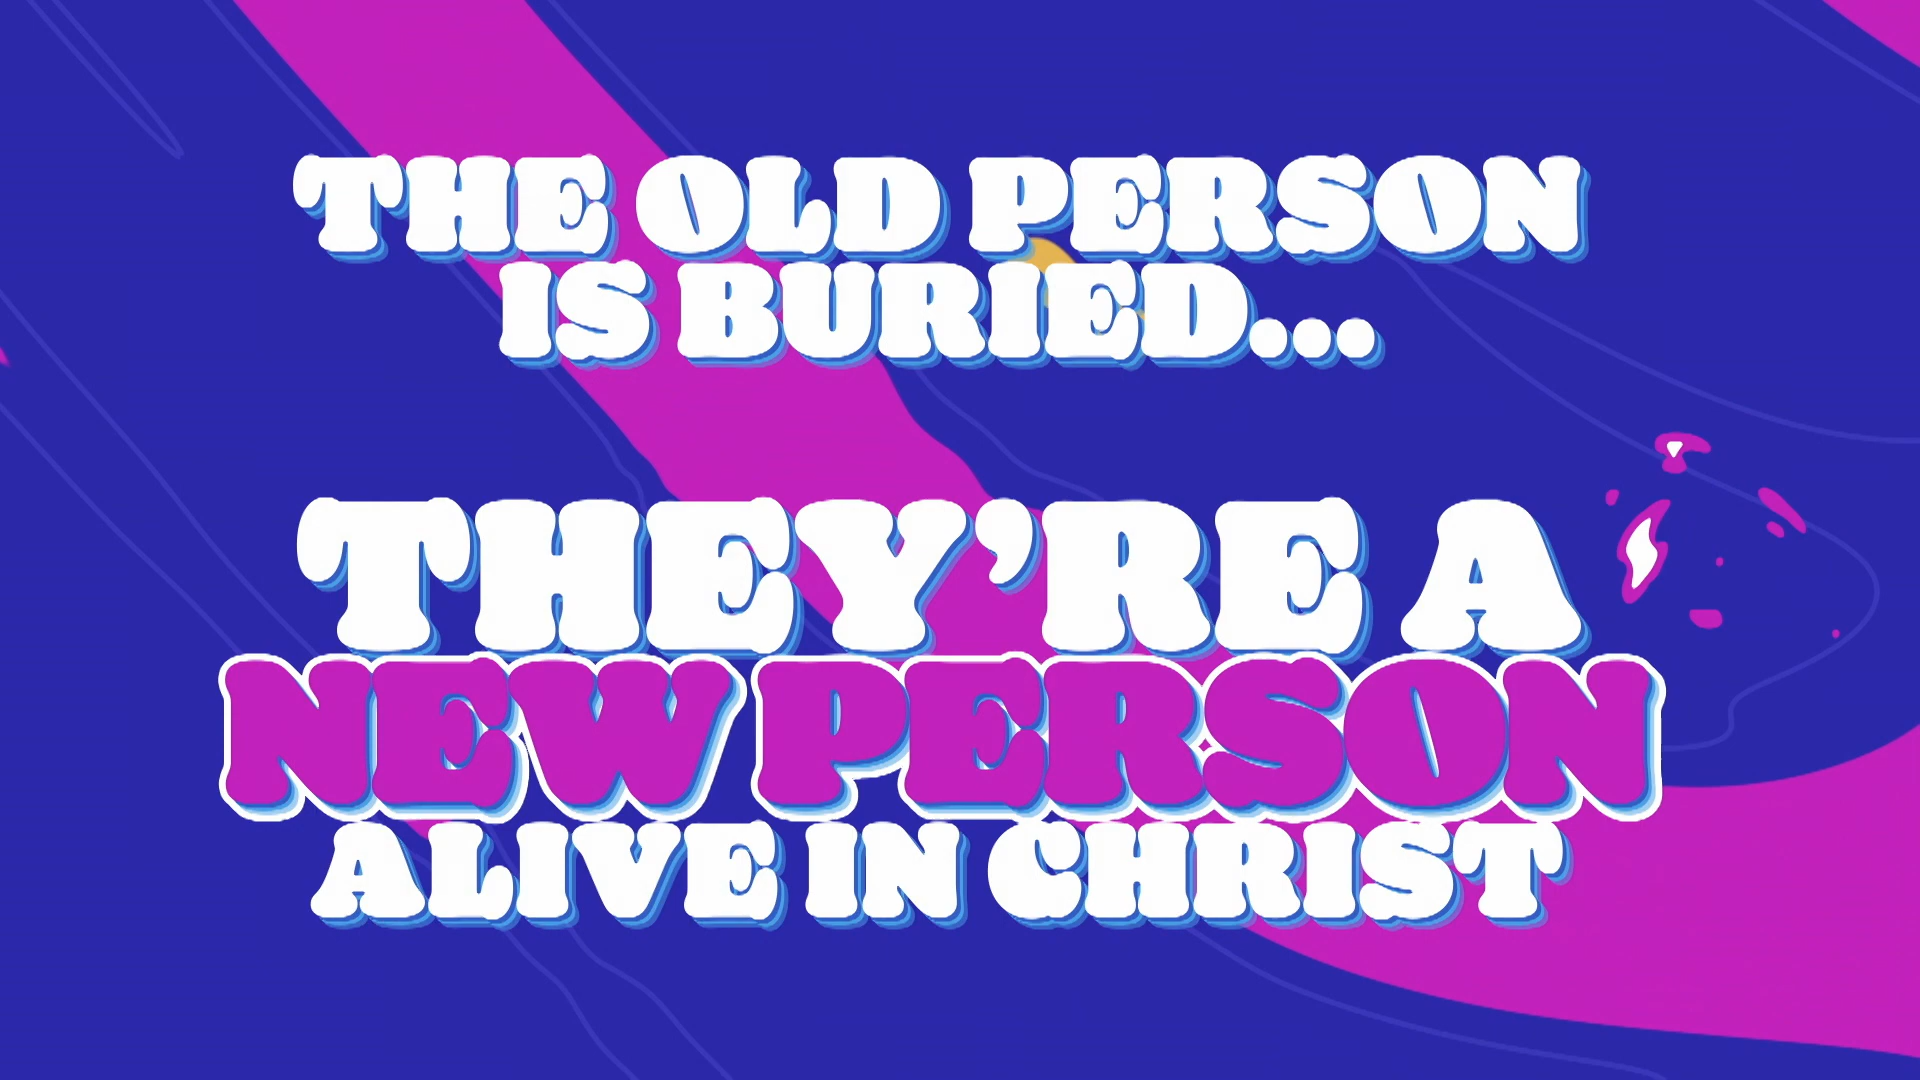 THE OLD PERSON
IS BURIED...
THEY'RE A
NEW PERSON
ALIVE IN CHRIST